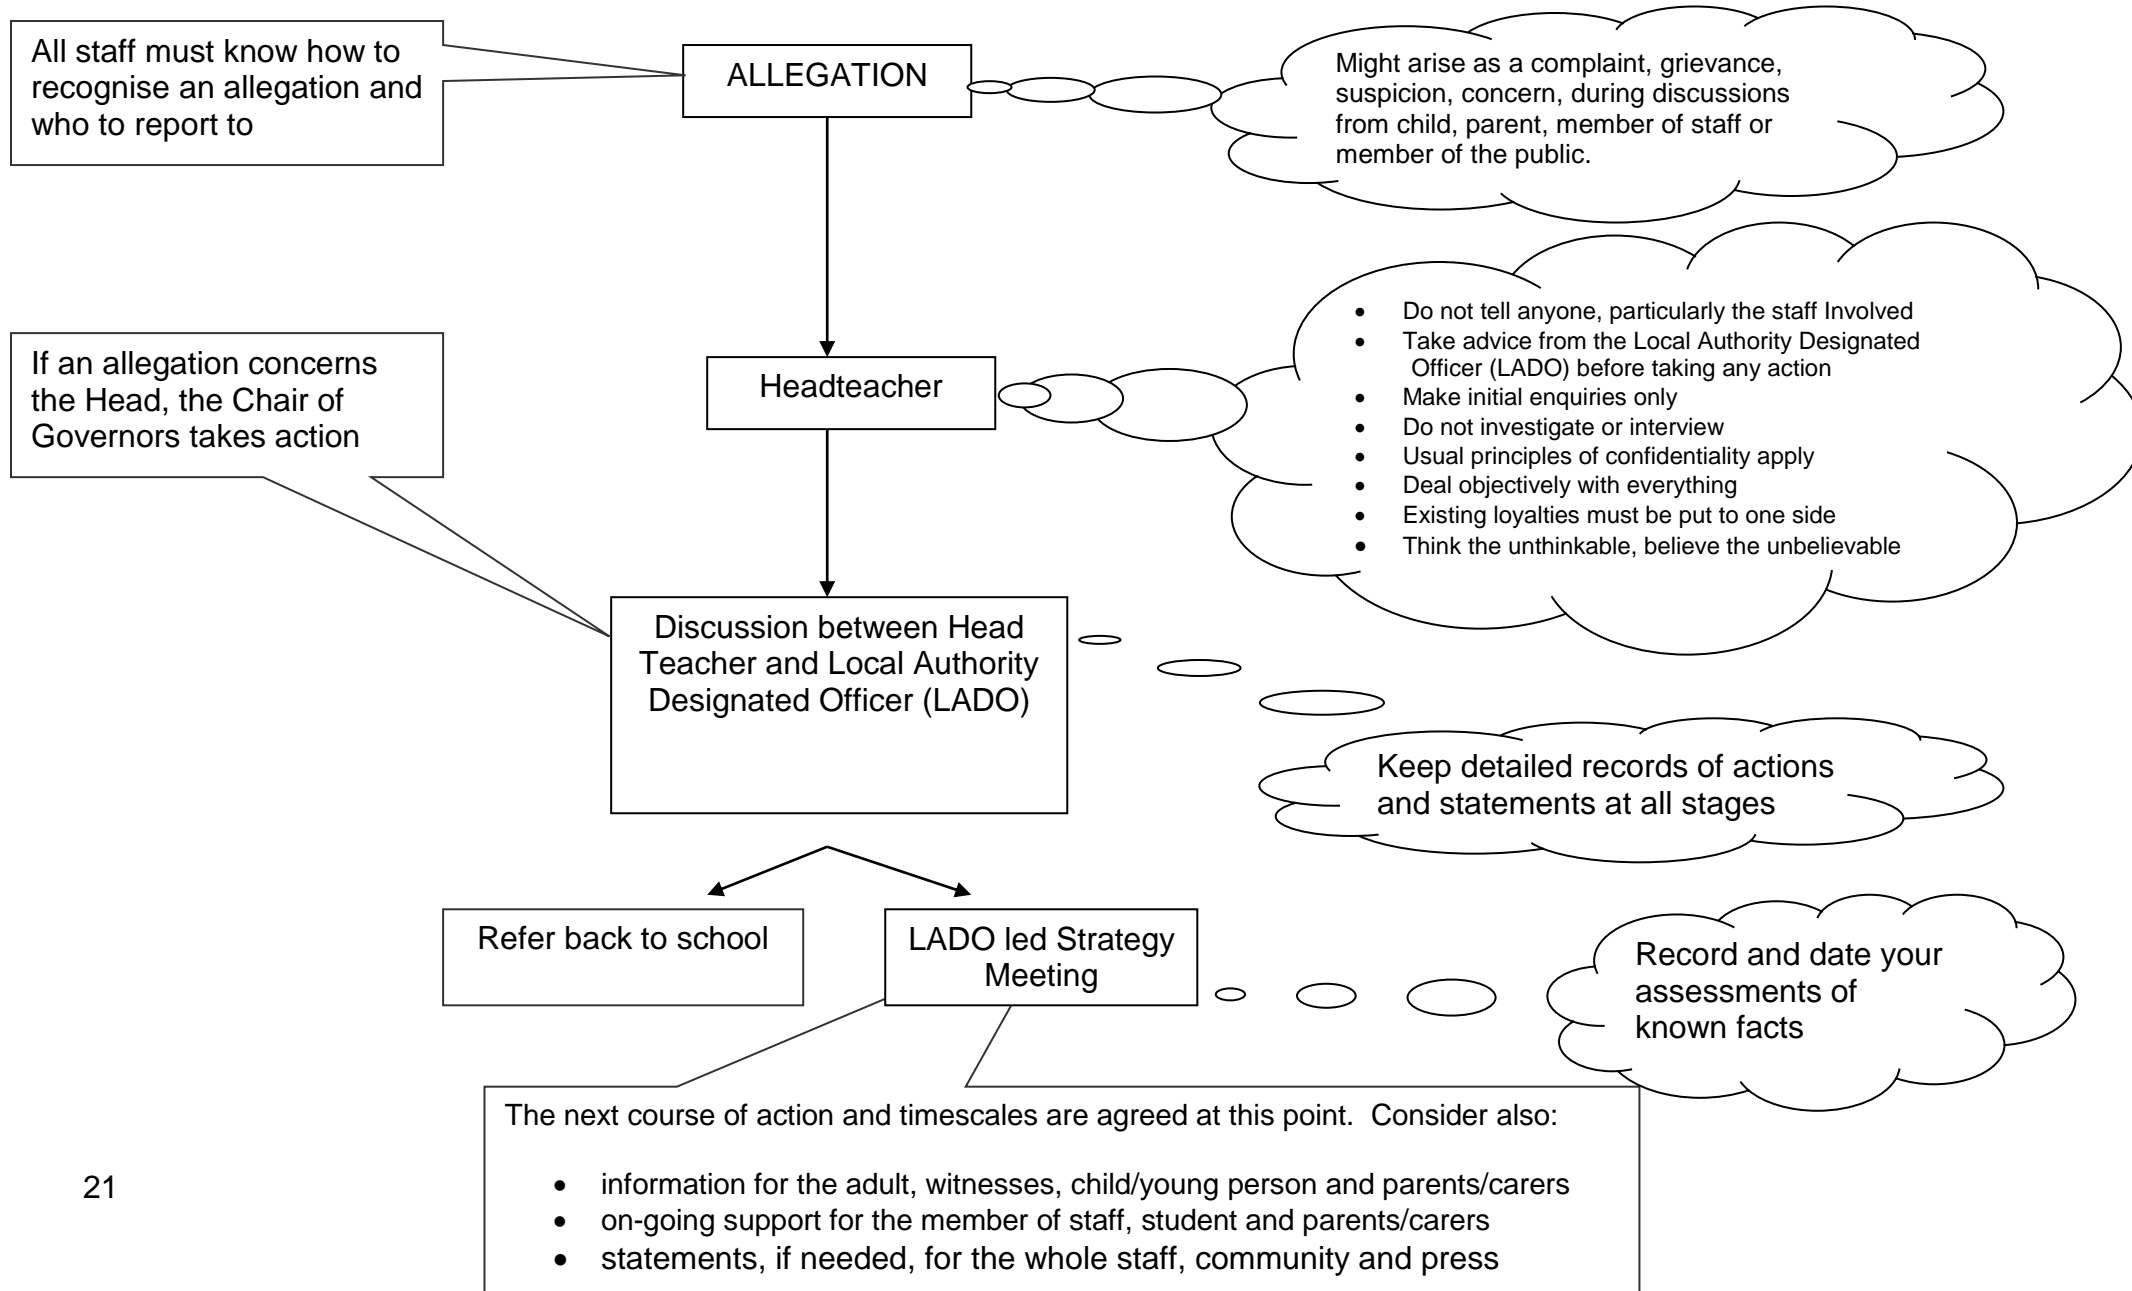 All staff must know how to
recognise an allegation and
who to report to
ALLEGATION
Might arise as a complaint, grievance,
suspicion, concern, during discussions
from child, parent, member of staff or
member of the public.
If an allegation concerns
the Head, the Chair of
Governors takes action
Headteacher
• Do not tell anyone, particularly the staff Involved
• Take advice from the Local Authority Designated
Officer (LADO) before taking any action
• Make initial enquiries only
• Do not investigate or interview
• Usual principles of confidentiality apply
• Deal objectively with everything
• Existing loyalties must be put to one side
• Think the unthinkable, believe the unbelievable
Discussion between Head
Teacher and Local Authority
Designated Officer (LADO)
Keep detailed records of actions
and statements at all stages
Refer back to school
LADO led Strategy
Meeting
Record and date your
assessments of
known facts
The next course of action and timescales are agreed at this point.  Consider also:
• information for the adult, witnesses, child/young person and parents/carers
• on-going support for the member of staff, student and parents/carers
• statements, if needed, for the whole staff, community and press
21